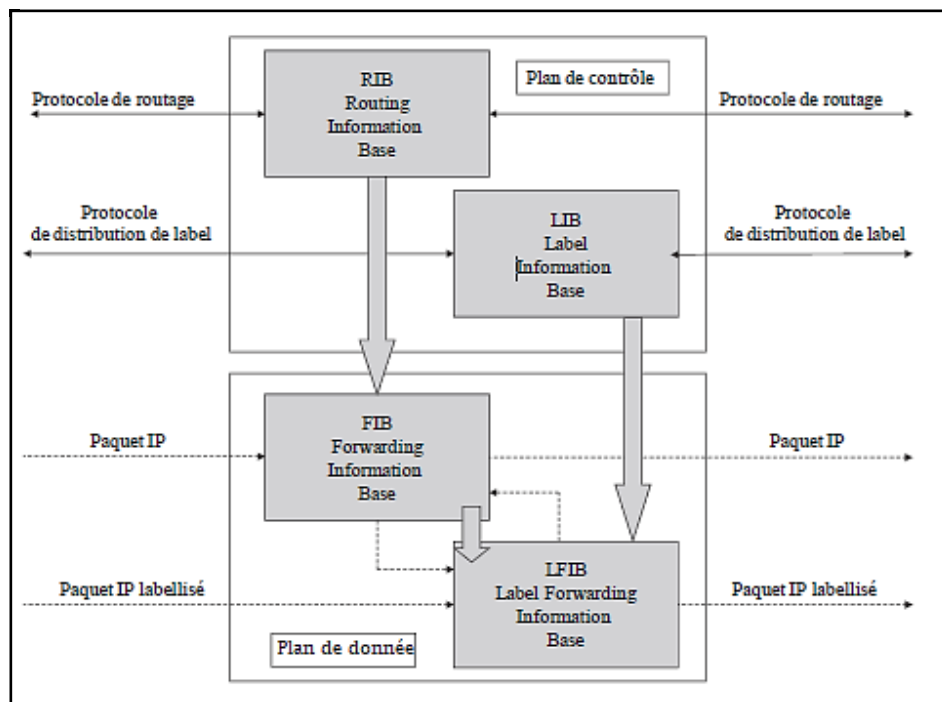 RIB
Routing
Information
Base
Plan de contrôle
Protocole de routage
Protocole de routage
LIB
Label
Information
Base
Protocole
de distribution de label
Protocole
de distribution de label
FIB
Forwarding
Information
Base
Paquet IP
Paquet IP
LFIB
Label Forwarding
Information
Base
Paquet IP labellisé
Paquet IP labellisé
Plan de donnée